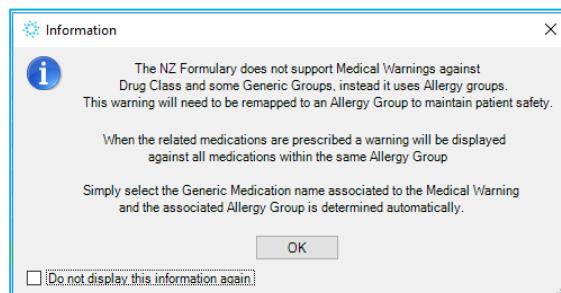 Information
The NZ Formulary does not support Medical Warnings against
Drug Class and some Generic Groups, instead it uses Allergy groups.
This warning will need to be remapped to an Allergy Group to maintain patient safety.
When the related medications are prescribed a warning will be displayed
against all medications within the same Allergy Group
Simply select the Generic Medication name associated to the Medical Warning
and the associated Allergy Group is determined automatically.
OK
Do not display this information again